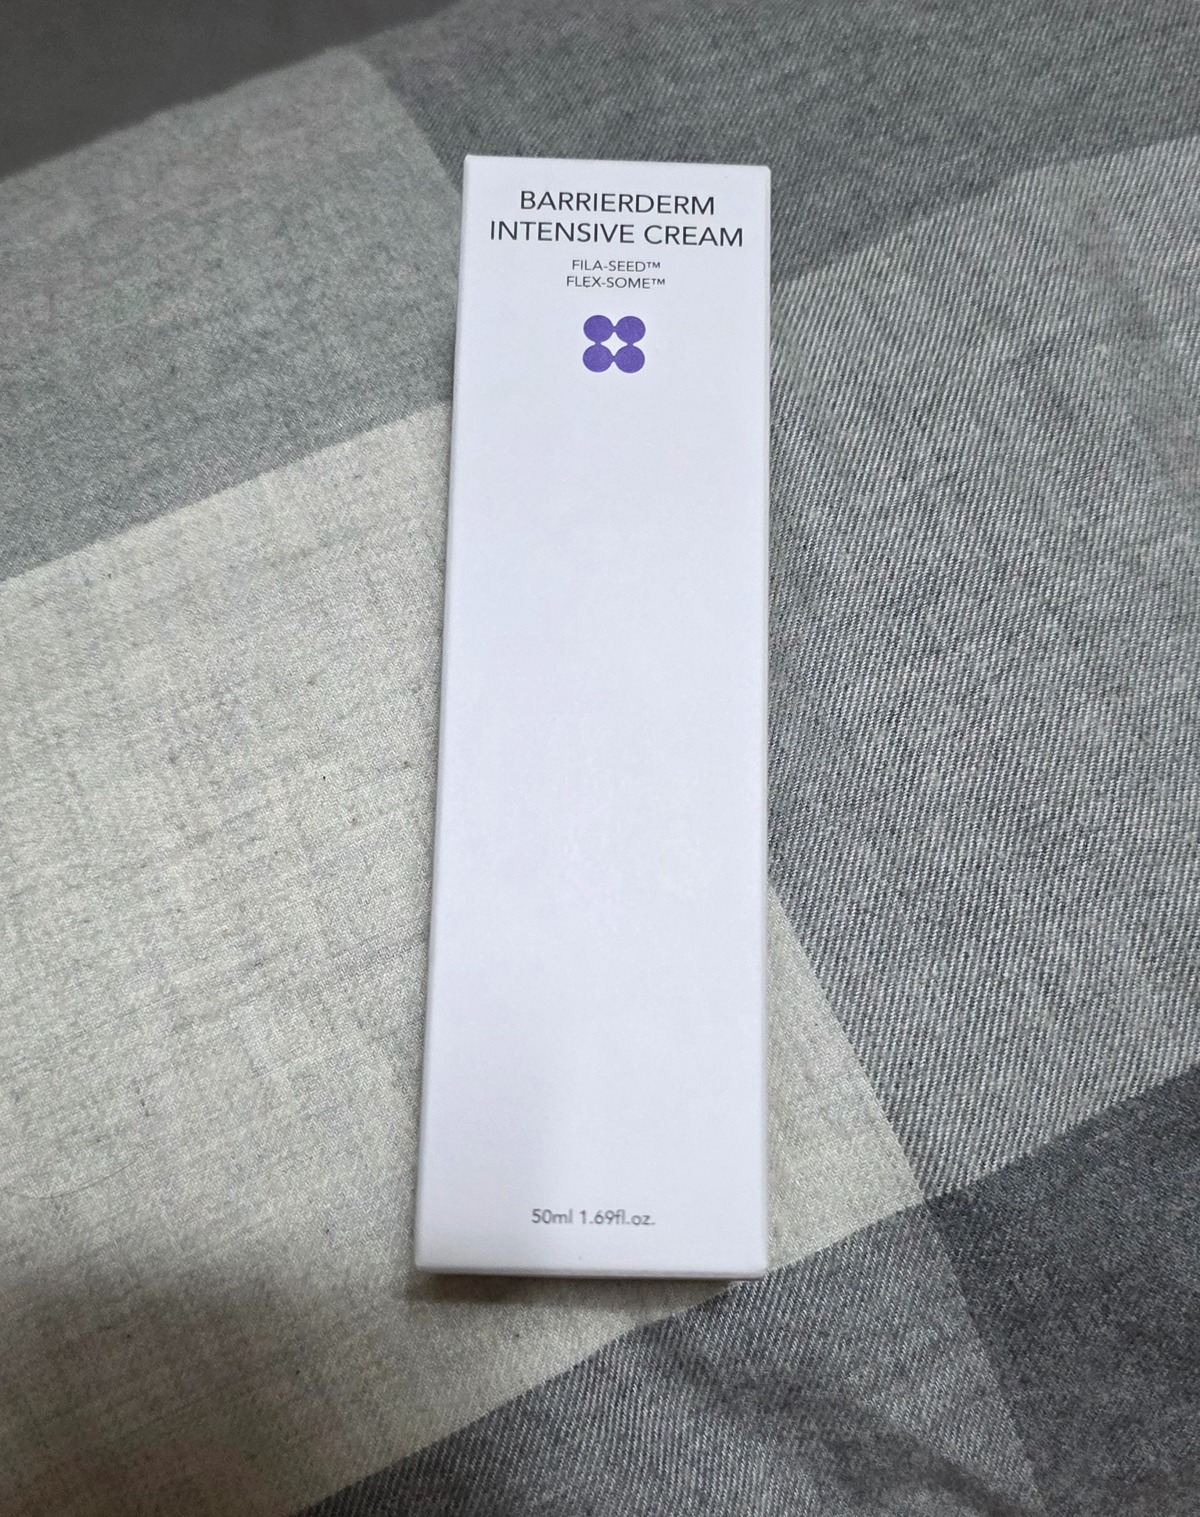 BARRIERDERM
INTENSIVE CREAM
FILA-SEED™
FLEX-SOME™
50ml 1.69fl.oz.